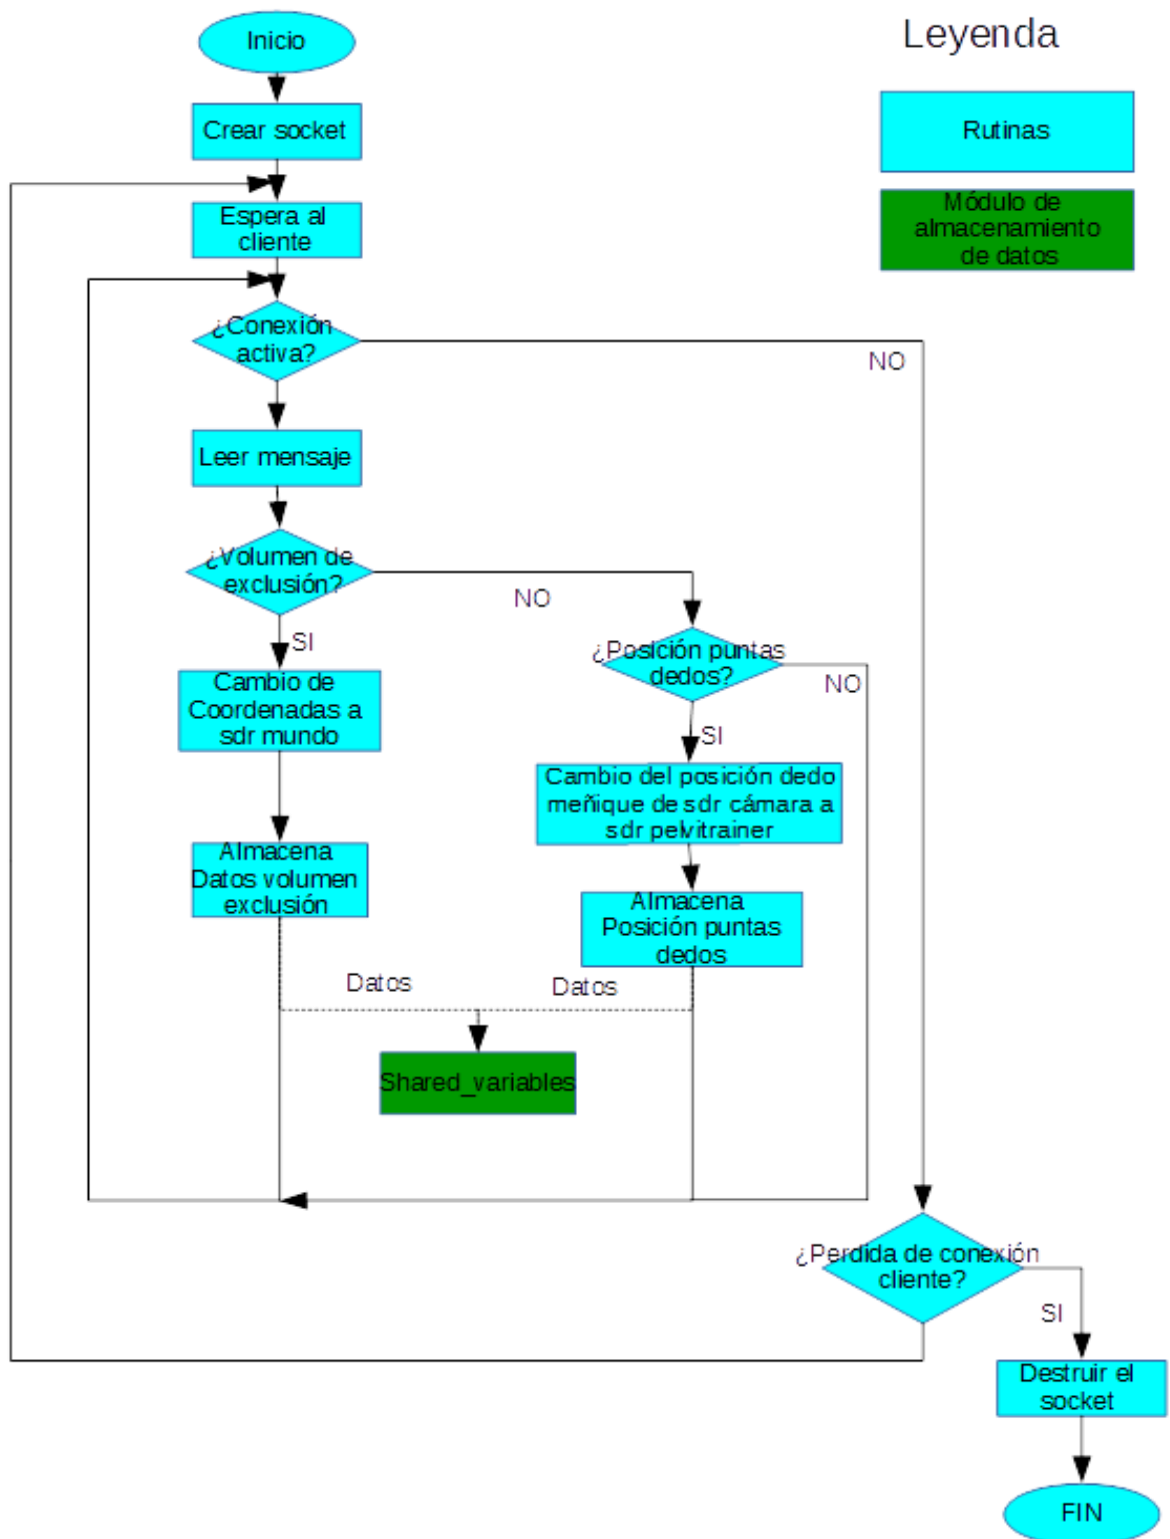 Inicio
Leyenda
Crear socket
Rutinas
Módulo de
almacenamiento
de datos
Espera al
cliente
¿Conexión
activa?
NO
Leer mensaje
¿Volumen de
exclusión?
NO
SI
¿Posición puntas
dedos?
NO
Cambio de
Coordenadas a
sdr mundo
SI
Cambio del posición dedo
meñique de sdr cámara a
sdr pelvitrainer
Almacena
Datos volumen
exclusión
Almacena
Posición puntas
dedos
Datos
Datos
Shared_variables
¿Perdida de conexión
cliente?
SI
Destruir el
socket
FIN